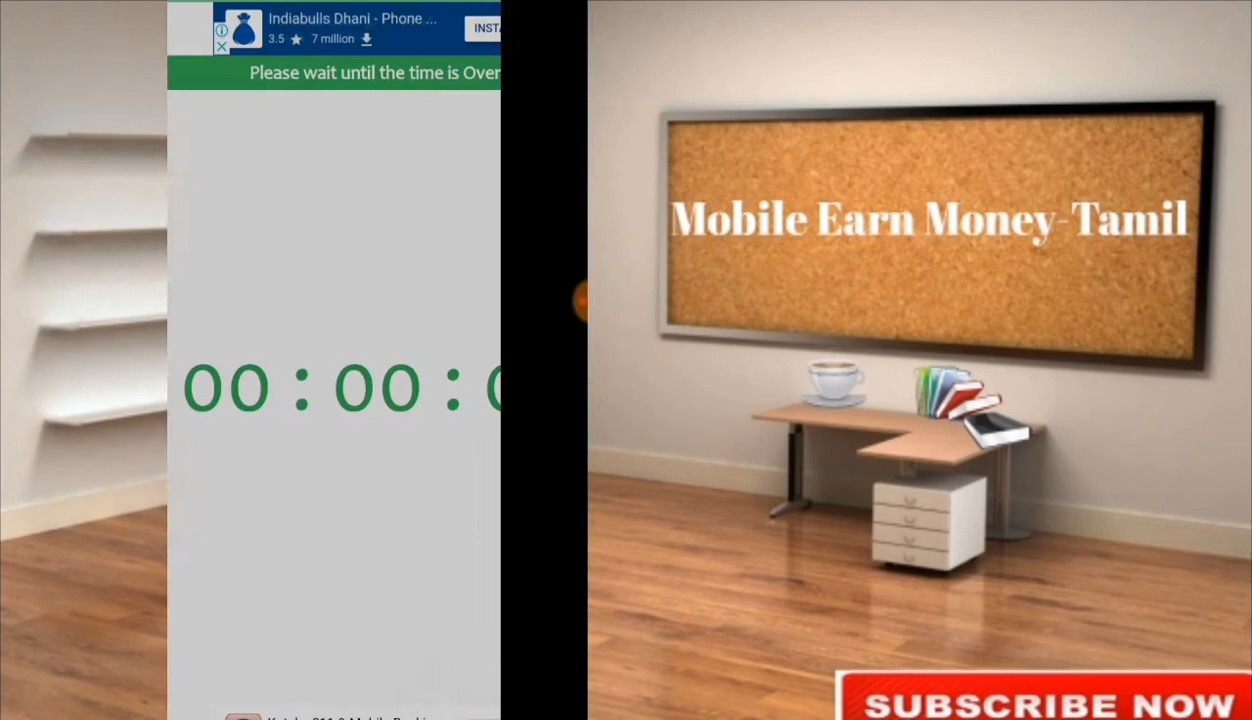 Indiabulls Dhani - Phone ...
3.5 ★ 7 million
Please wait until the time is Over
00 : 00 :
Mobile Earn Money-Tamil
SUBSCRIBE NOW